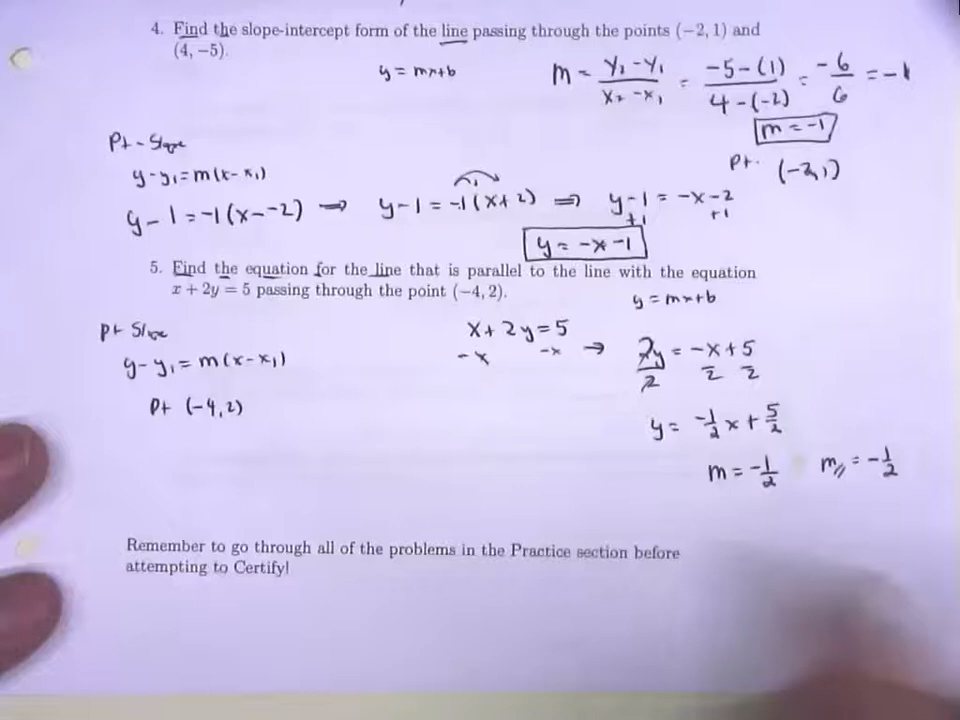 4. Find the slope-intercept form of the line passing through the points (−2, 1) and
(4, −5).
y = mx+b
m = y₂-y₁/x₂-x₁ = -5-(1)/4-(-2) = -6/6 = -1
m = -1
Pt-Slope
pt. (-2,1)
y-y₁=m(x-x₁)
y-1=-1(x--2) ⇒ y-1=-1(x+2) ⇒ y-1=-x-2
+1 +1
y=-x-1
5. Find the equation for the line that is parallel to the line with the equation
x + 2y = 5 passing through the point (−4, 2).
y=mx+b
Pt Slope
x+2y=5 → 2y/2 = -x/2+5/2
-x -x
y-y₁=m(x-x₁)
Pt (-4,2)
y= -1/2x+5/2
m=-1/2 m//=-1/2
Remember to go through all of the problems in the Practice section before
attempting to Certify!